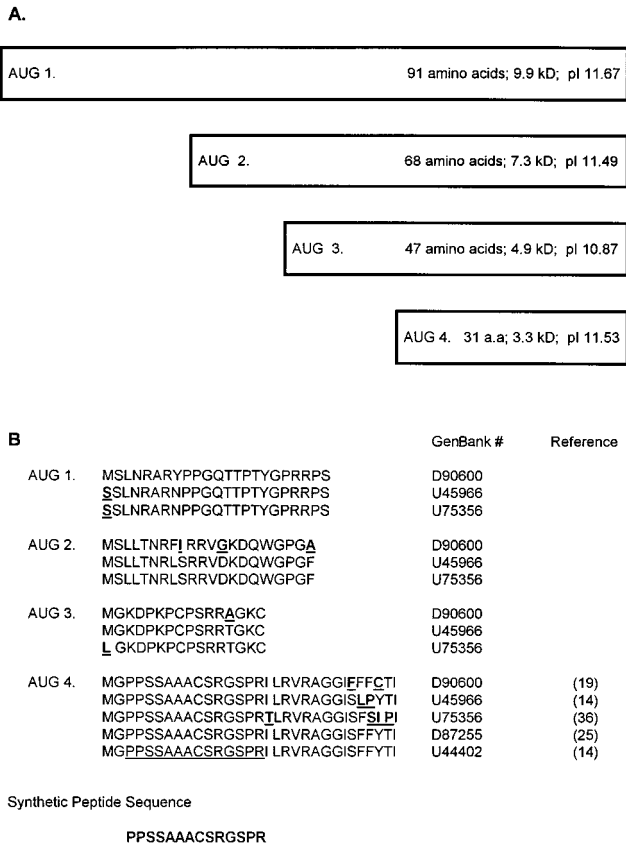 A.
AUG 1. 91 amino acids; 9.9 kD; pI 11.67
AUG 2. 68 amino acids; 7.3 kD; pI 11.49
AUG 3. 47 amino acids; 4.9 kD; pI 10.87
AUG 4. 31 a.a; 3.3 kD; pI 11.53
B GenBank # Reference
AUG 1. MSLNRARYPPGQTTPTYGPRRPS D90600
SSLNRARNPPGQTTPTYGPRRPS U45966
SSLNRARNPPGQTTPTYGPRRPS U75356
AUG 2. MSLLTNRFI RRVGKDQWGPGA D90600
MSLLTNRLSRRVDKDQWGPGF U45966
MSLLTNRLSRRVDKDQWGPGF U75356
AUG 3. MGKDPKPCPSRRAGKC D90600
MGKDPKPCPSRRTGKC U45966
L GKDPKPCPSRRTGKC U75356
AUG 4. MGPPSSAAACSRGSPRI LRVRAGGIFFFCTI D90600 (19)
MGPPSSAAACSRGSPRI LRVRAGGISLPYTI U45966 (14)
MGPPSSAAACSRGSPRTLRVRAGGISFSIPI U75356 (36)
MGPPSSAAACSRGSPRI LRVRAGGISFFYTI D87255 (25)
MGPPSSAAACSRGSPRI LRVRAGGISFFYTI U44402 (14)
Synthetic Peptide Sequence
PPSSAAACSRGSPR